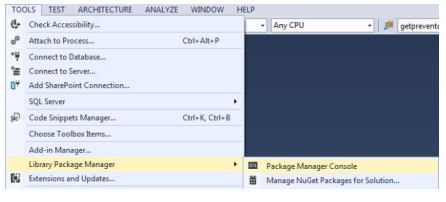 TOOLS TEST ARCHITECTURE ANALYZE WINDOW HELP
Check Accessibility...
Any CPU
Attach to Process... Ctrl+Alt+P
Connect to Database...
Connect to Server...
Add SharePoint Connection...
SQL Server
Code Snippets Manager... Ctrl+K, Ctrl+B
Choose Toolbox Items...
Add-in Manager...
Library Package Manager Package Manager Console
Extensions and Updates... Manage NuGet Packages for Solution...